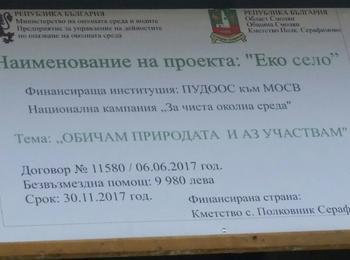 РЕПУБЛИКА БЪЛГАРИЯ
Министерство на околната среда и водите
Предприятие за управление на дейностите
по опазване на околната среда
РЕПУБЛИКА БЪЛГАРИЯ
Област Смолян
Община Смолян
Кметство Полк. Серафимово
Наименование на проекта: "Еко село"
Финансираща институция: ПУДООС към МОСВ
Национална кампания „За чиста околна среда"
Тема: „ОБИЧАМ ПРИРОДАТА И АЗ УЧАСТВАМ"
Договор № 11580 / 06.06.2017 год.
Безвъзмездна помощ: 9 980 лева
Срок: 30.11.2017 год.
Финансирана страна:
Кметство с. Полковник Сераф